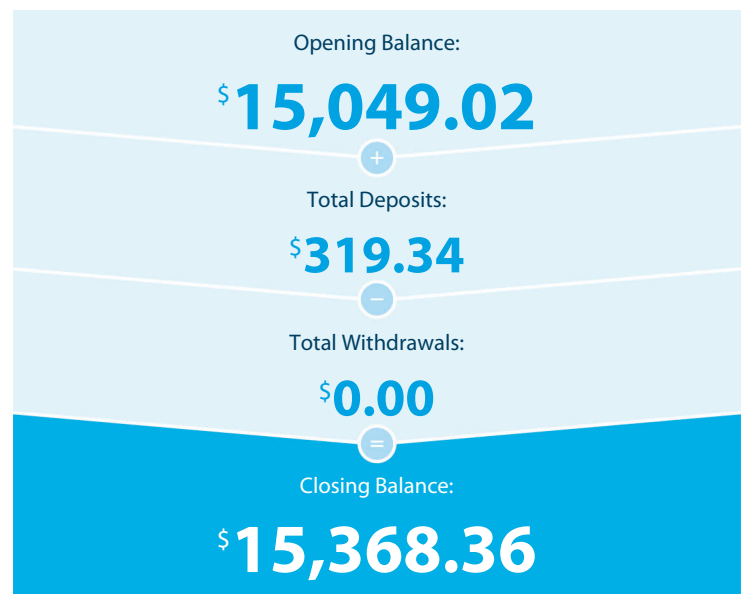 Opening Balance:
$15,049.02
+
Total Deposits:
$319.34
−
Total Withdrawals:
$0.00
=
Closing Balance:
$15,368.36